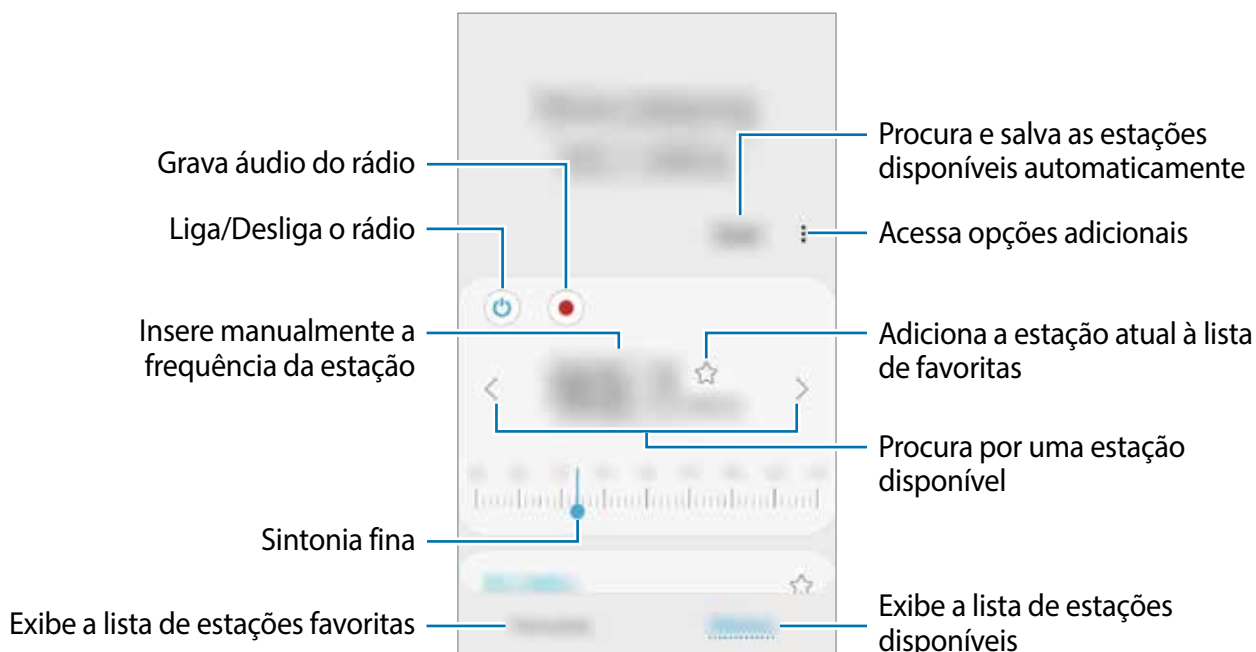 Grava áudio do rádio
Liga/Desliga o rádio
Insere manualmente a
frequência da estação
Sintonia fina
Exibe a lista de estações favoritas
Procura e salva as estações
disponíveis automaticamente
Acessa opções adicionais
Adiciona a estação atual à lista
de favoritas
Procura por uma estação
disponível
Exibe a lista de estações
disponíveis